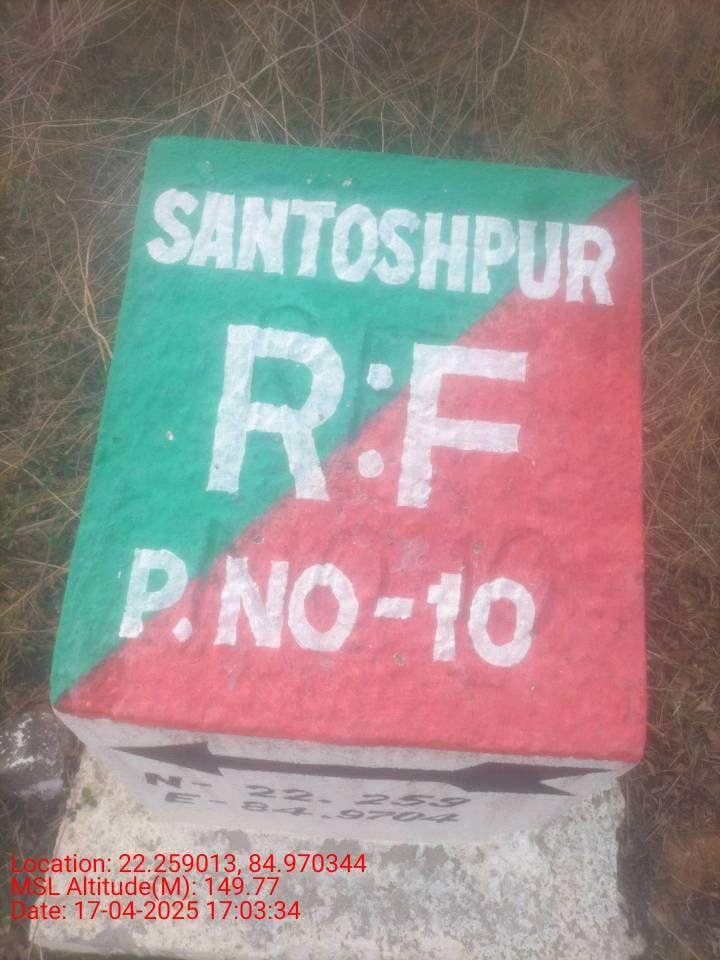 SANTOSHPUR
R:F
P.NO-10
N- 22. 259
E-84.9704
Location: 22.259013, 84.970344
MSL Altitude(M): 149.77
Date: 17-04-2025 17:03:34